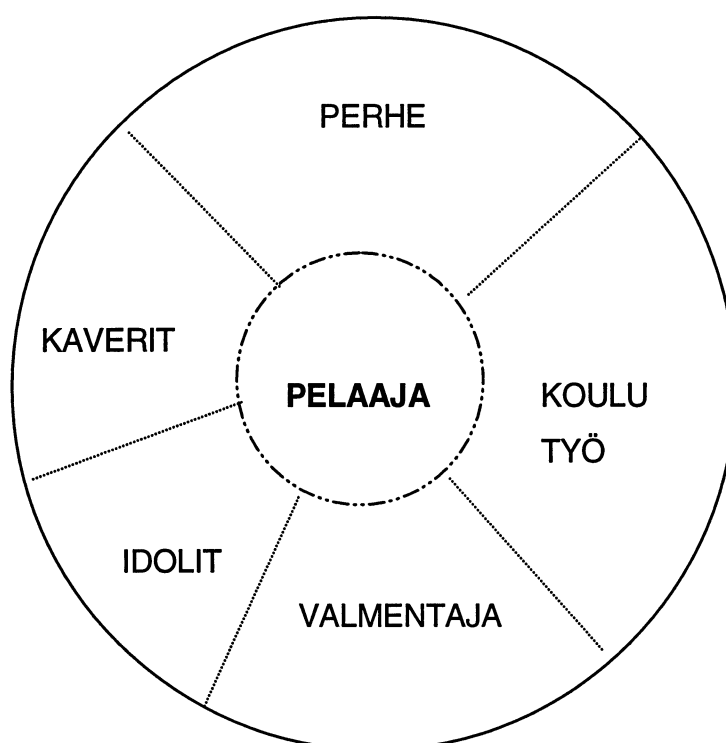 PERHE
KAVERIT
PELAAJA
KOULU
TYÖ
IDOLIT
VALMENTAJA